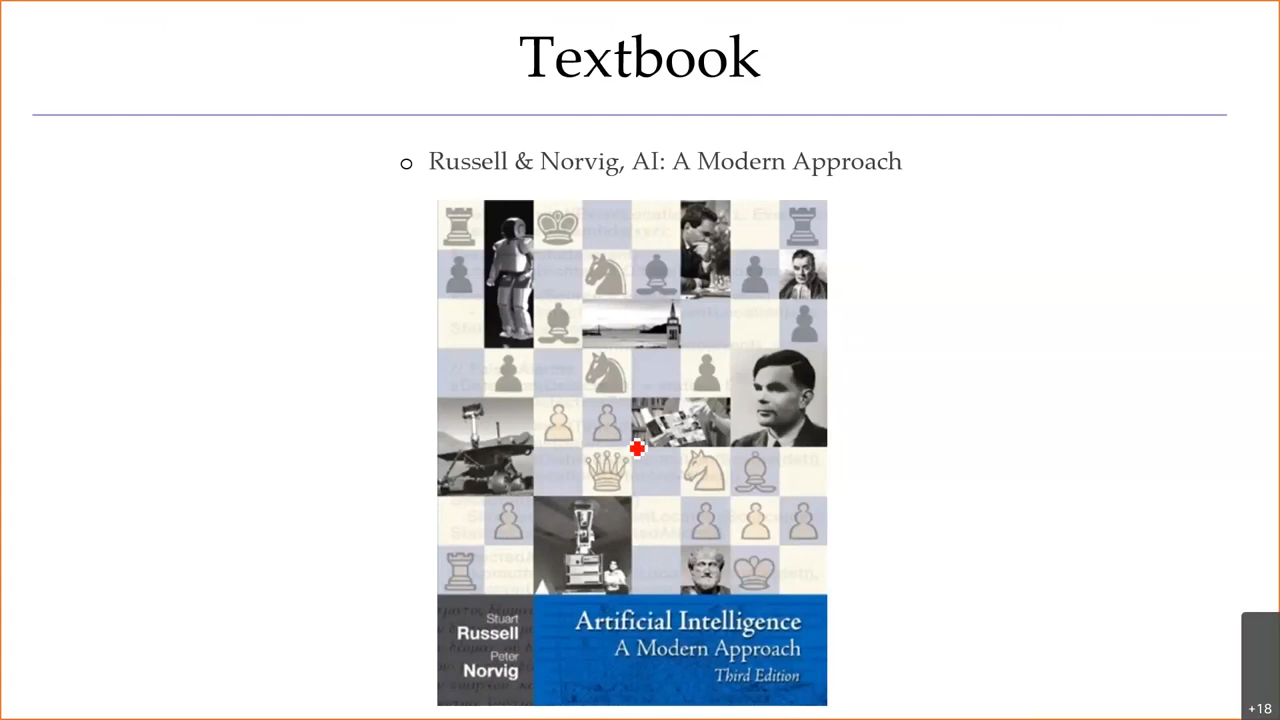 Textbook
o Russell & Norvig, AI: A Modern Approach
Stuart
Russell
Peter
Norvig
Artificial Intelligence
A Modern Approach
Third Edition
+18